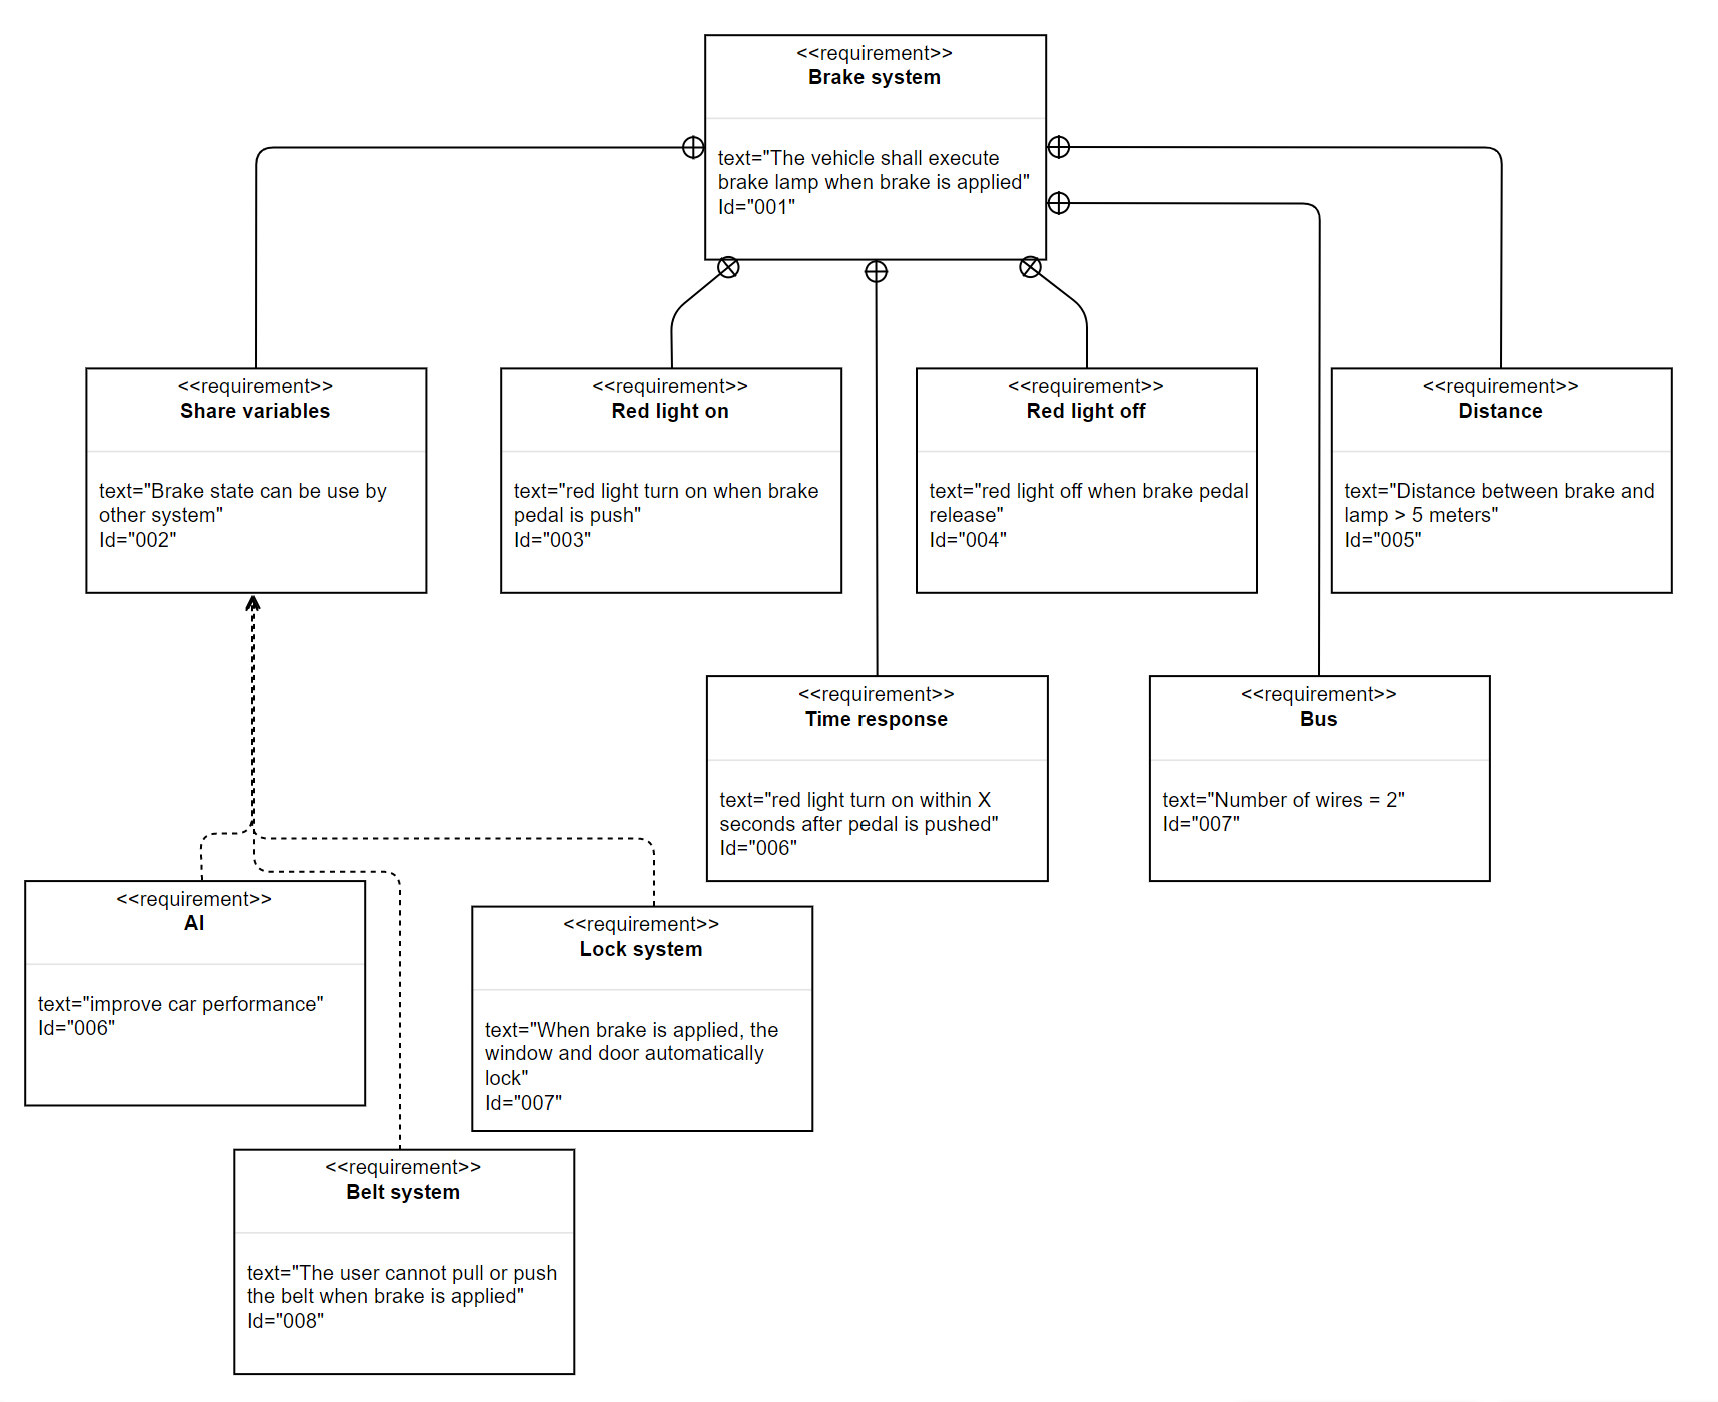 <<requirement>>
Brake system
text="The vehicle shall execute
brake lamp when brake is applied"
Id="001"
<<requirement>>
Share variables
text="Brake state can be use by
other system"
Id="002"
<<requirement>>
Red light on
text="red light turn on when brake
pedal is push"
Id="003"
<<requirement>>
Red light off
text="red light off when brake pedal
release"
Id="004"
<<requirement>>
Distance
text="Distance between brake and
lamp > 5 meters"
Id="005"
<<requirement>>
Time response
text="red light turn on within X
seconds after pedal is pushed"
Id="006"
<<requirement>>
Bus
text="Number of wires = 2"
Id="007"
<<requirement>>
AI
text="improve car performance"
Id="006"
<<requirement>>
Lock system
text="When brake is applied, the
window and door automatically
lock"
Id="007"
<<requirement>>
Belt system
text="The user cannot pull or push
the belt when brake is applied"
Id="008"